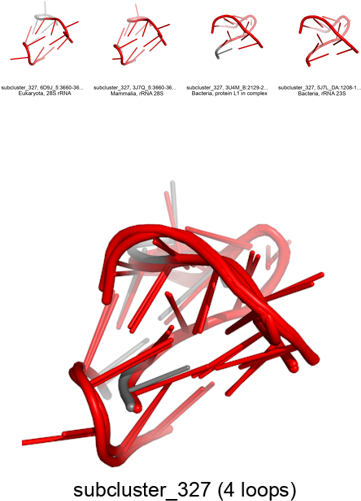 subcluster_327, 6D9J_5:3660-36...
Eukaryota, 28S rRNA
subcluster_327, 3J7Q_5:3660-36...
Mammalia, rRNA 28S
subcluster_327, 3U4M_B:2129-2...
Bacteria, protein L1 in complex
subcluster_327, 5J7L_DA:1208-1...
Bacteria, rRNA 23S
subcluster_327 (4 loops)